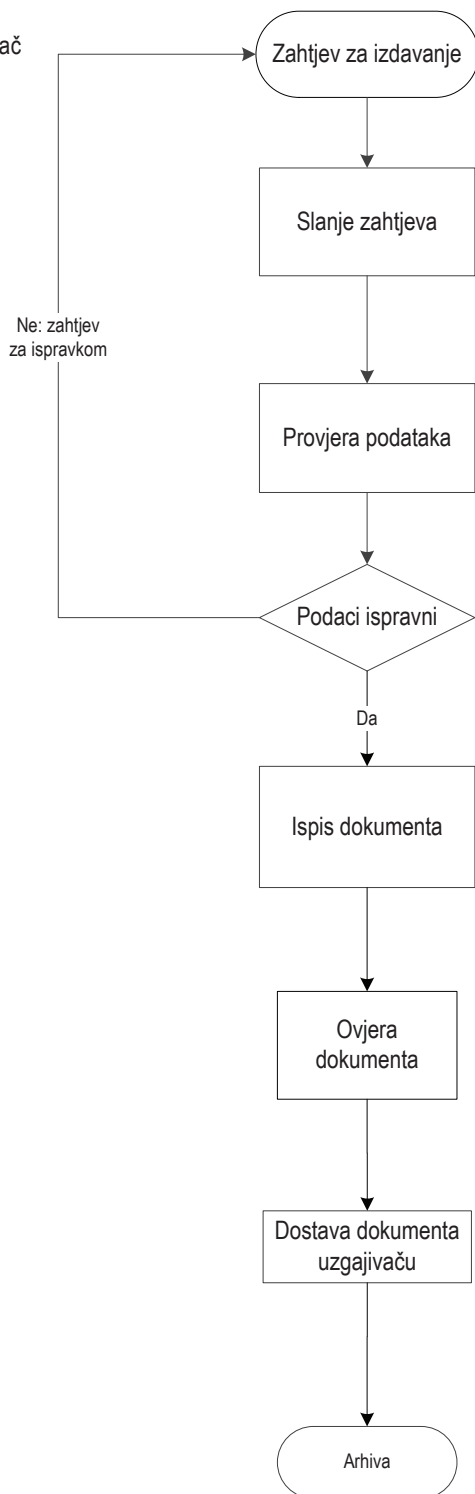 Zahtjev za izdavanje
Slanje zahtjeva
Ne: zahtjev
za ispravkom
Provjera podataka
Podaci ispravni
Da
Ispis dokumenta
Ovjera
dokumenta
Dostava dokumenta
uzgajivaču
Arhiva